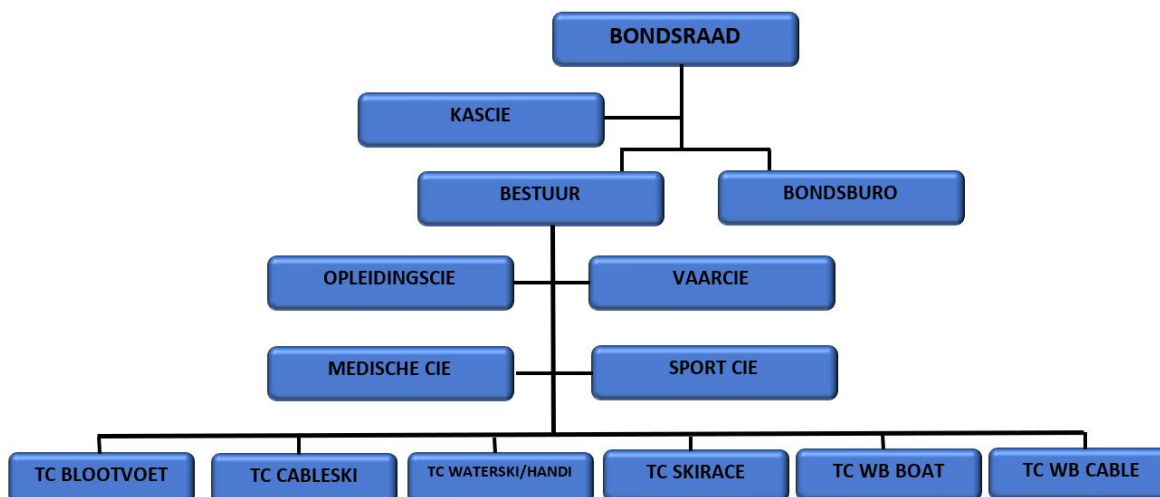 BONDSRAAD
KASCIE
BESTUUR
BONDSBURO
OPLEIDINGSCIE
VAARCIE
MEDISCHE CIE
SPORT CIE
TC BLOOTVOET
TC CABLESKI
TC WATERSKI/HANDI
TC SKIRACE
TC WB BOAT
TC WB CABLE